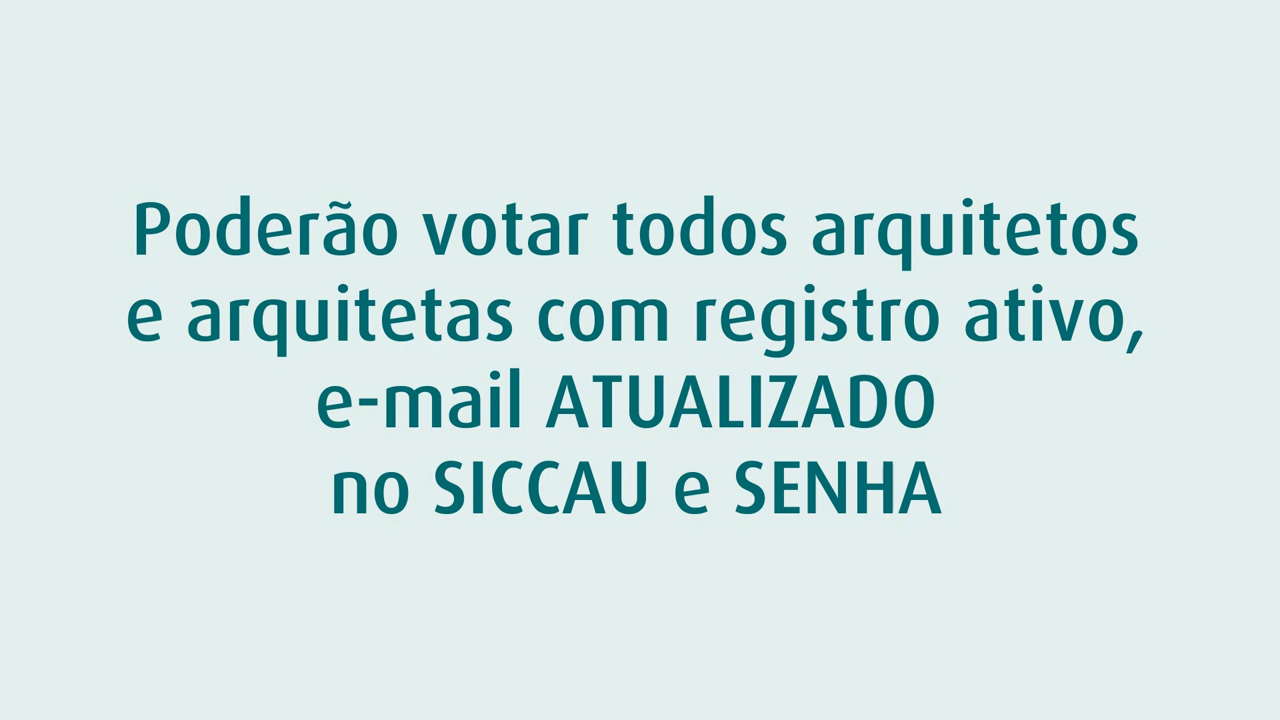 Poderão votar todos arquitetos
e arquitetas com registro ativo,
e-mail ATUALIZADO
no SICCAU e SENHA